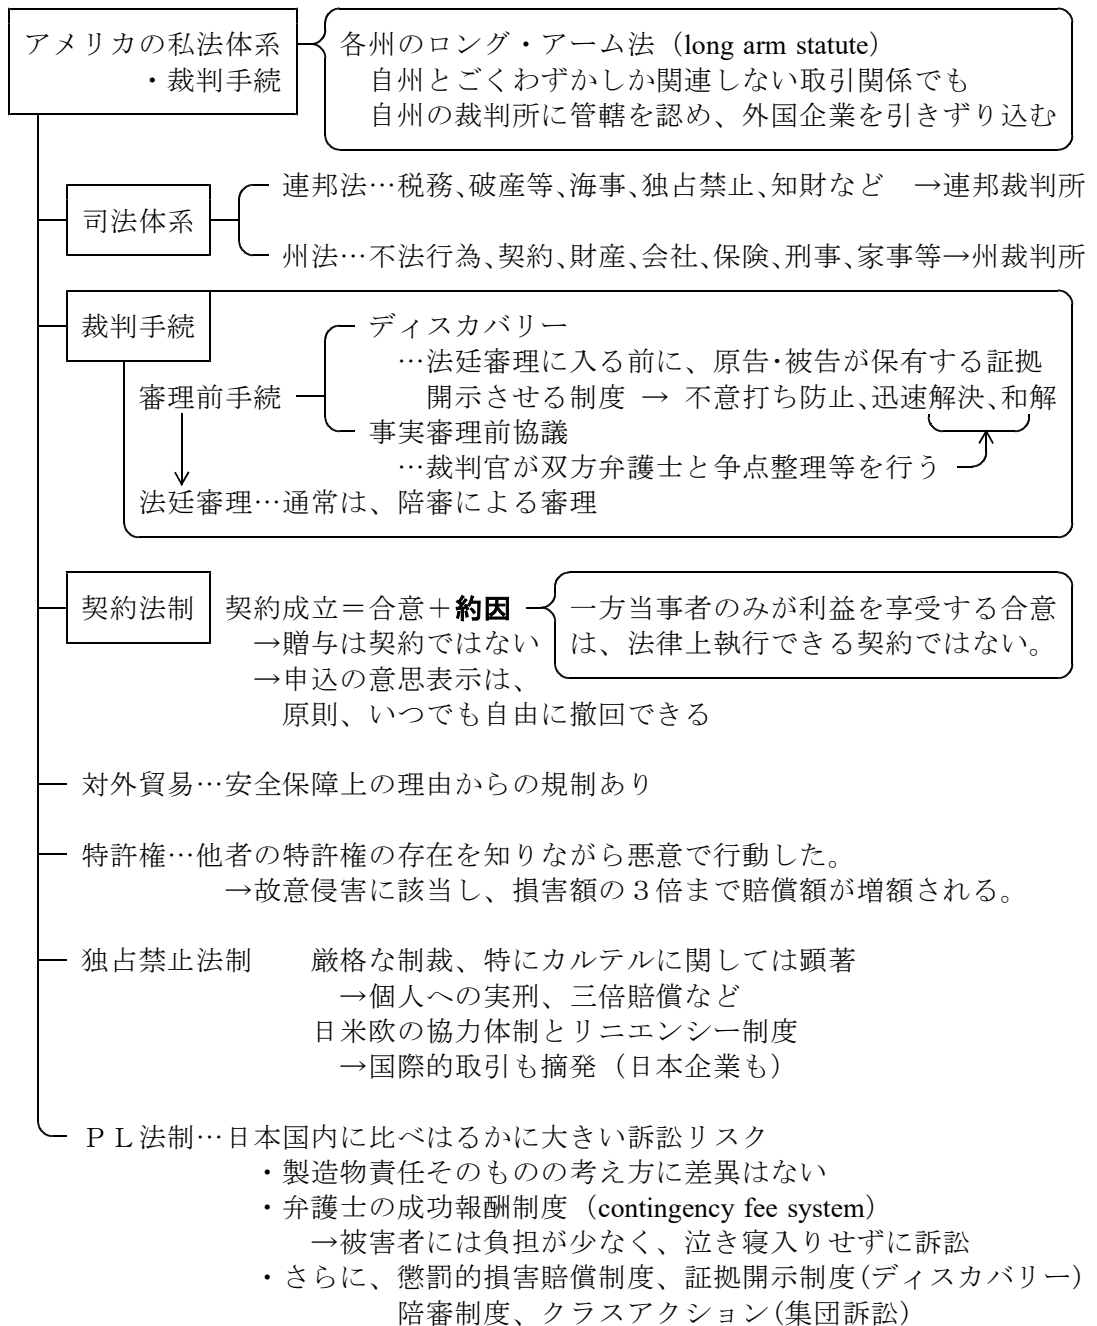 アメリカの私法体系
・裁判手続
各州のロング・アーム法（long arm statute）
自州とごくわずかしか関連しない取引関係でも
自州の裁判所に管轄を認め、外国企業を引きずり込む
司法体系
連邦法…税務、破産等、海事、独占禁止、知財など　→連邦裁判所
州法…不法行為、契約、財産、会社、保険、刑事、家事等→州裁判所
裁判手続
ディスカバリー
…法廷審理に入る前に、原告・被告が保有する証拠
審理前手続
開示させる制度 → 不意打ち防止、迅速解決、和解
事実審理前協議
…裁判官が双方弁護士と争点整理等を行う
法廷審理…通常は、陪審による審理
契約法制
契約成立＝合意＋約因
一方当事者のみが利益を享受する合意
は、法律上執行できる契約ではない。
→贈与は契約ではない
→申込の意思表示は、
原則、いつでも自由に撤回できる
対外貿易…安全保障上の理由からの規制あり
特許権…他者の特許権の存在を知りながら悪意で行動した。
→故意侵害に該当し、損害額の３倍まで賠償額が増額される。
独占禁止法制　　厳格な制裁、特にカルテルに関しては顕著
→個人への実刑、三倍賠償など
日米欧の協力体制とリニエンシー制度
→国際的取引も摘発（日本企業も）
ＰＬ法制…日本国内に比べはるかに大きい訴訟リスク
・製造物責任そのものの考え方に差異はない
・弁護士の成功報酬制度（contingency fee system）
→被害者には負担が少なく、泣き寝入りせずに訴訟
・さらに、懲罰的損害賠償制度、証拠開示制度(ディスカバリー)
陪審制度、クラスアクション(集団訴訟)